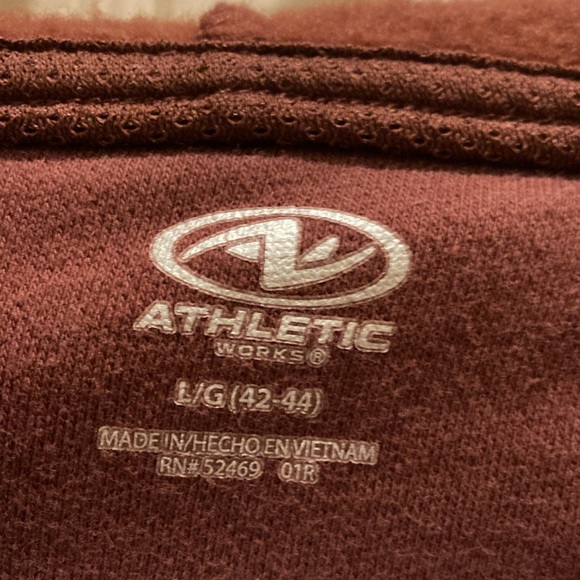 ATHLETIC
WORKS®
L/G (42-44)
MADE IN/HECHO EN VIETNAM
RN# 52469 01R